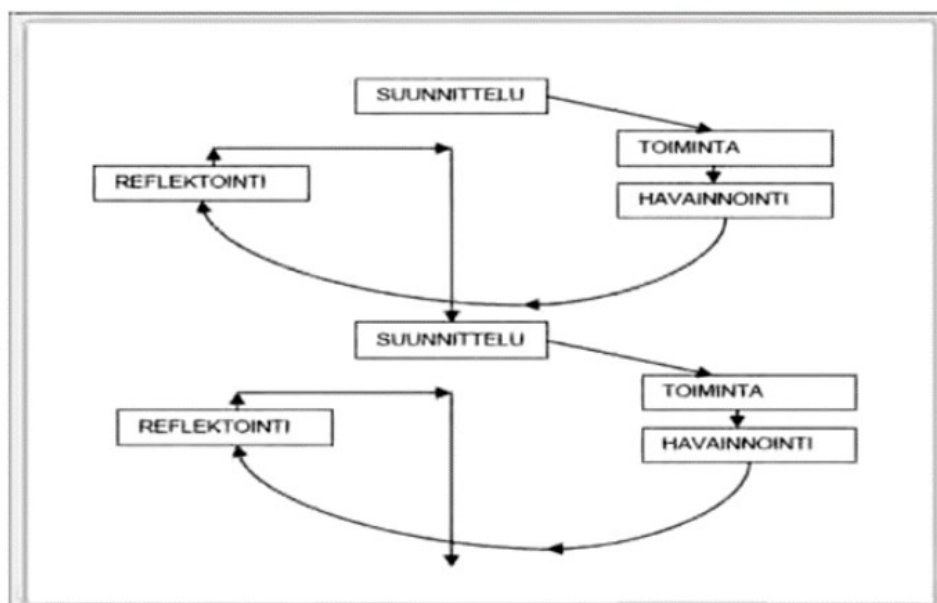 SUUNNITTELU
TOIMINTA
REFLEKTOINTI
HAVAINNOINTI
SUUNNITTELU
TOIMINTA
REFLEKTOINTI
HAVAINNOINTI